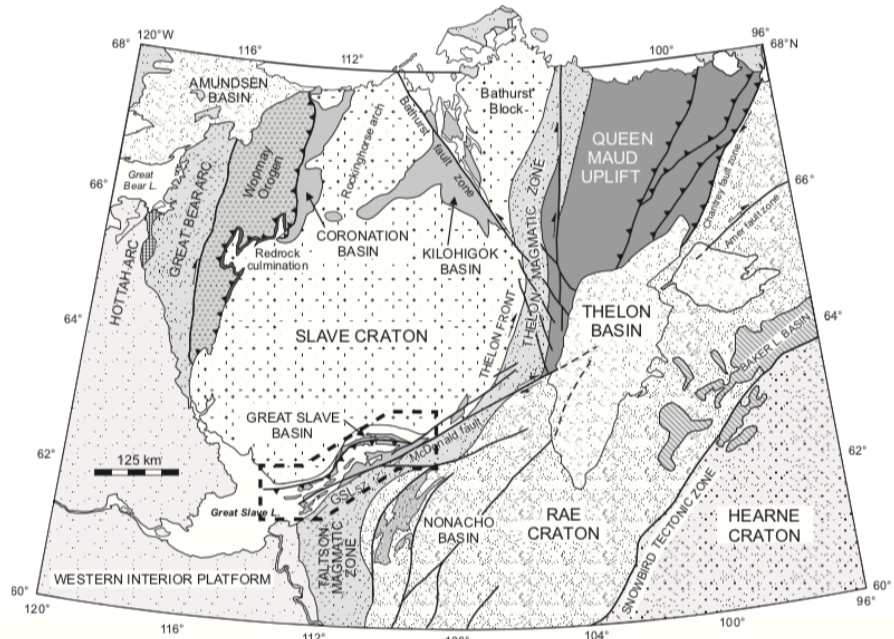 120°W
68°
116°
112°
100°
96°
68°N
AMUNDSEN
BASIN
Bathurst
Block
Wopmay
Orogen
Rockinghorse arch
Bathurst
fault zone
QUEEN
MAUD
UPLIFT
Great
Bear L.
66°
66°
GREAT BEAR ARC
HOTTAH ARC
CORONATION
BASIN
Redrock
culmination
KILOHIGOK
BASIN
THELON MAGMATIC ZONE
Chantrey fault zone
Amer fault zone
64°
64°
SLAVE CRATON
THELON FRONT
THELON
BASIN
BAKER L. BASIN
GREAT SLAVE
BASIN
McDonald fault
62°
62°
125 km
GSL
Great Slave L.
NONACHO
BASIN
RAE
CRATON
HEARNE
CRATON
SNOWBIRD TECTONIC ZONE
TALTSON
MAGMATIC
ZONE
WESTERN INTERIOR PLATFORM
60°
60°
120°
116°
112°
104°
100°
96°